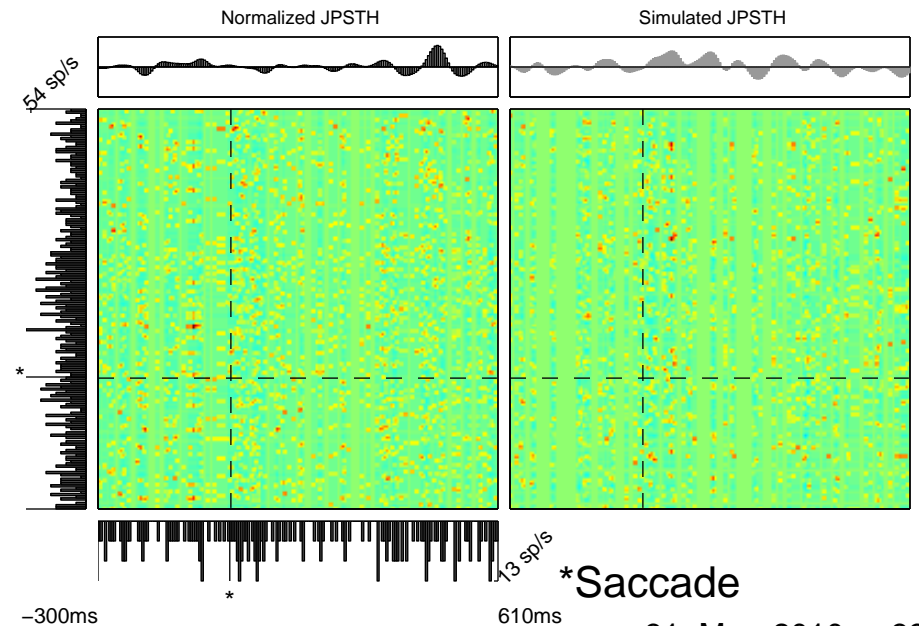 Normalized JPSTH
Simulated JPSTH
54 sp/s
*
13 sp/s
*
*Saccade
−300ms
610ms